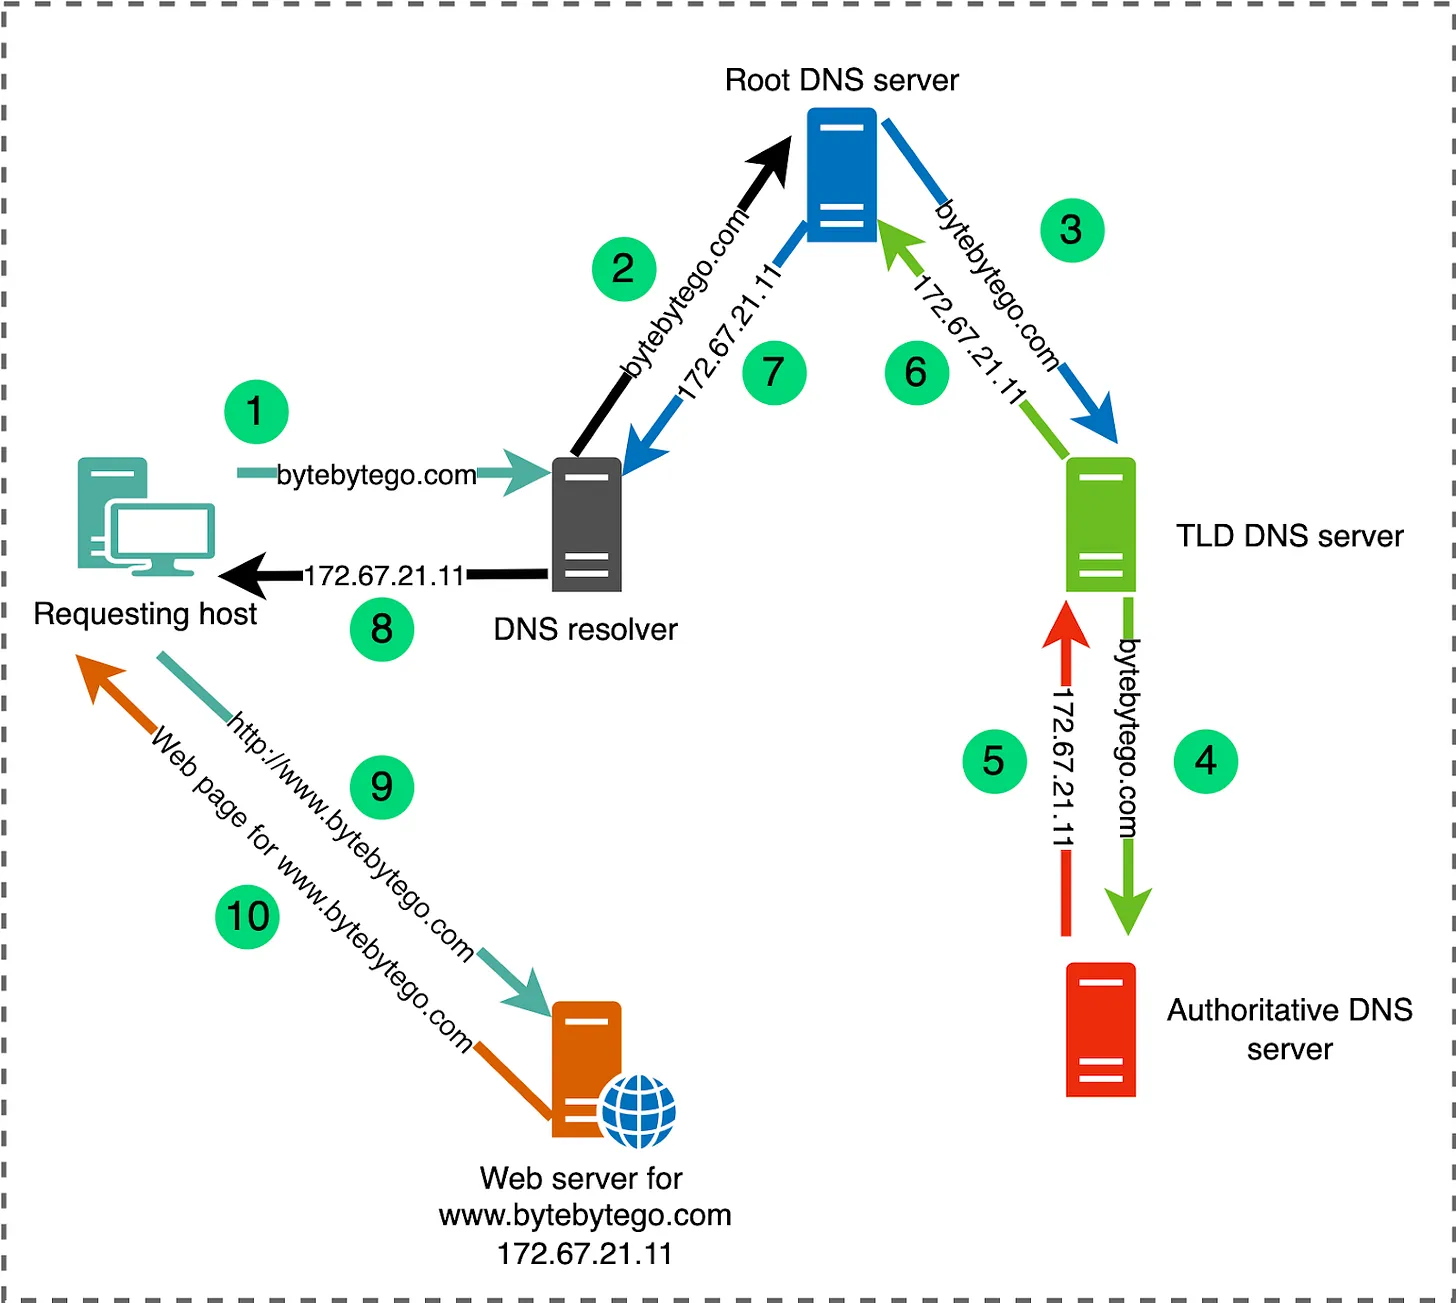 Root DNS server
2
bytebytego.com
3
bytebytego.com
172.67.21.11
7
6
172.67.21.11
1
bytebytego.com
172.67.21.11
Requesting host
8
DNS resolver
TLD DNS server
http://www.bytebytego.com
9
Web page for www.bytebytego.com
10
5
172.67.21.11
bytebytego.com
4
Authoritative DNS
server
Web server for
www.bytebytego.com
172.67.21.11